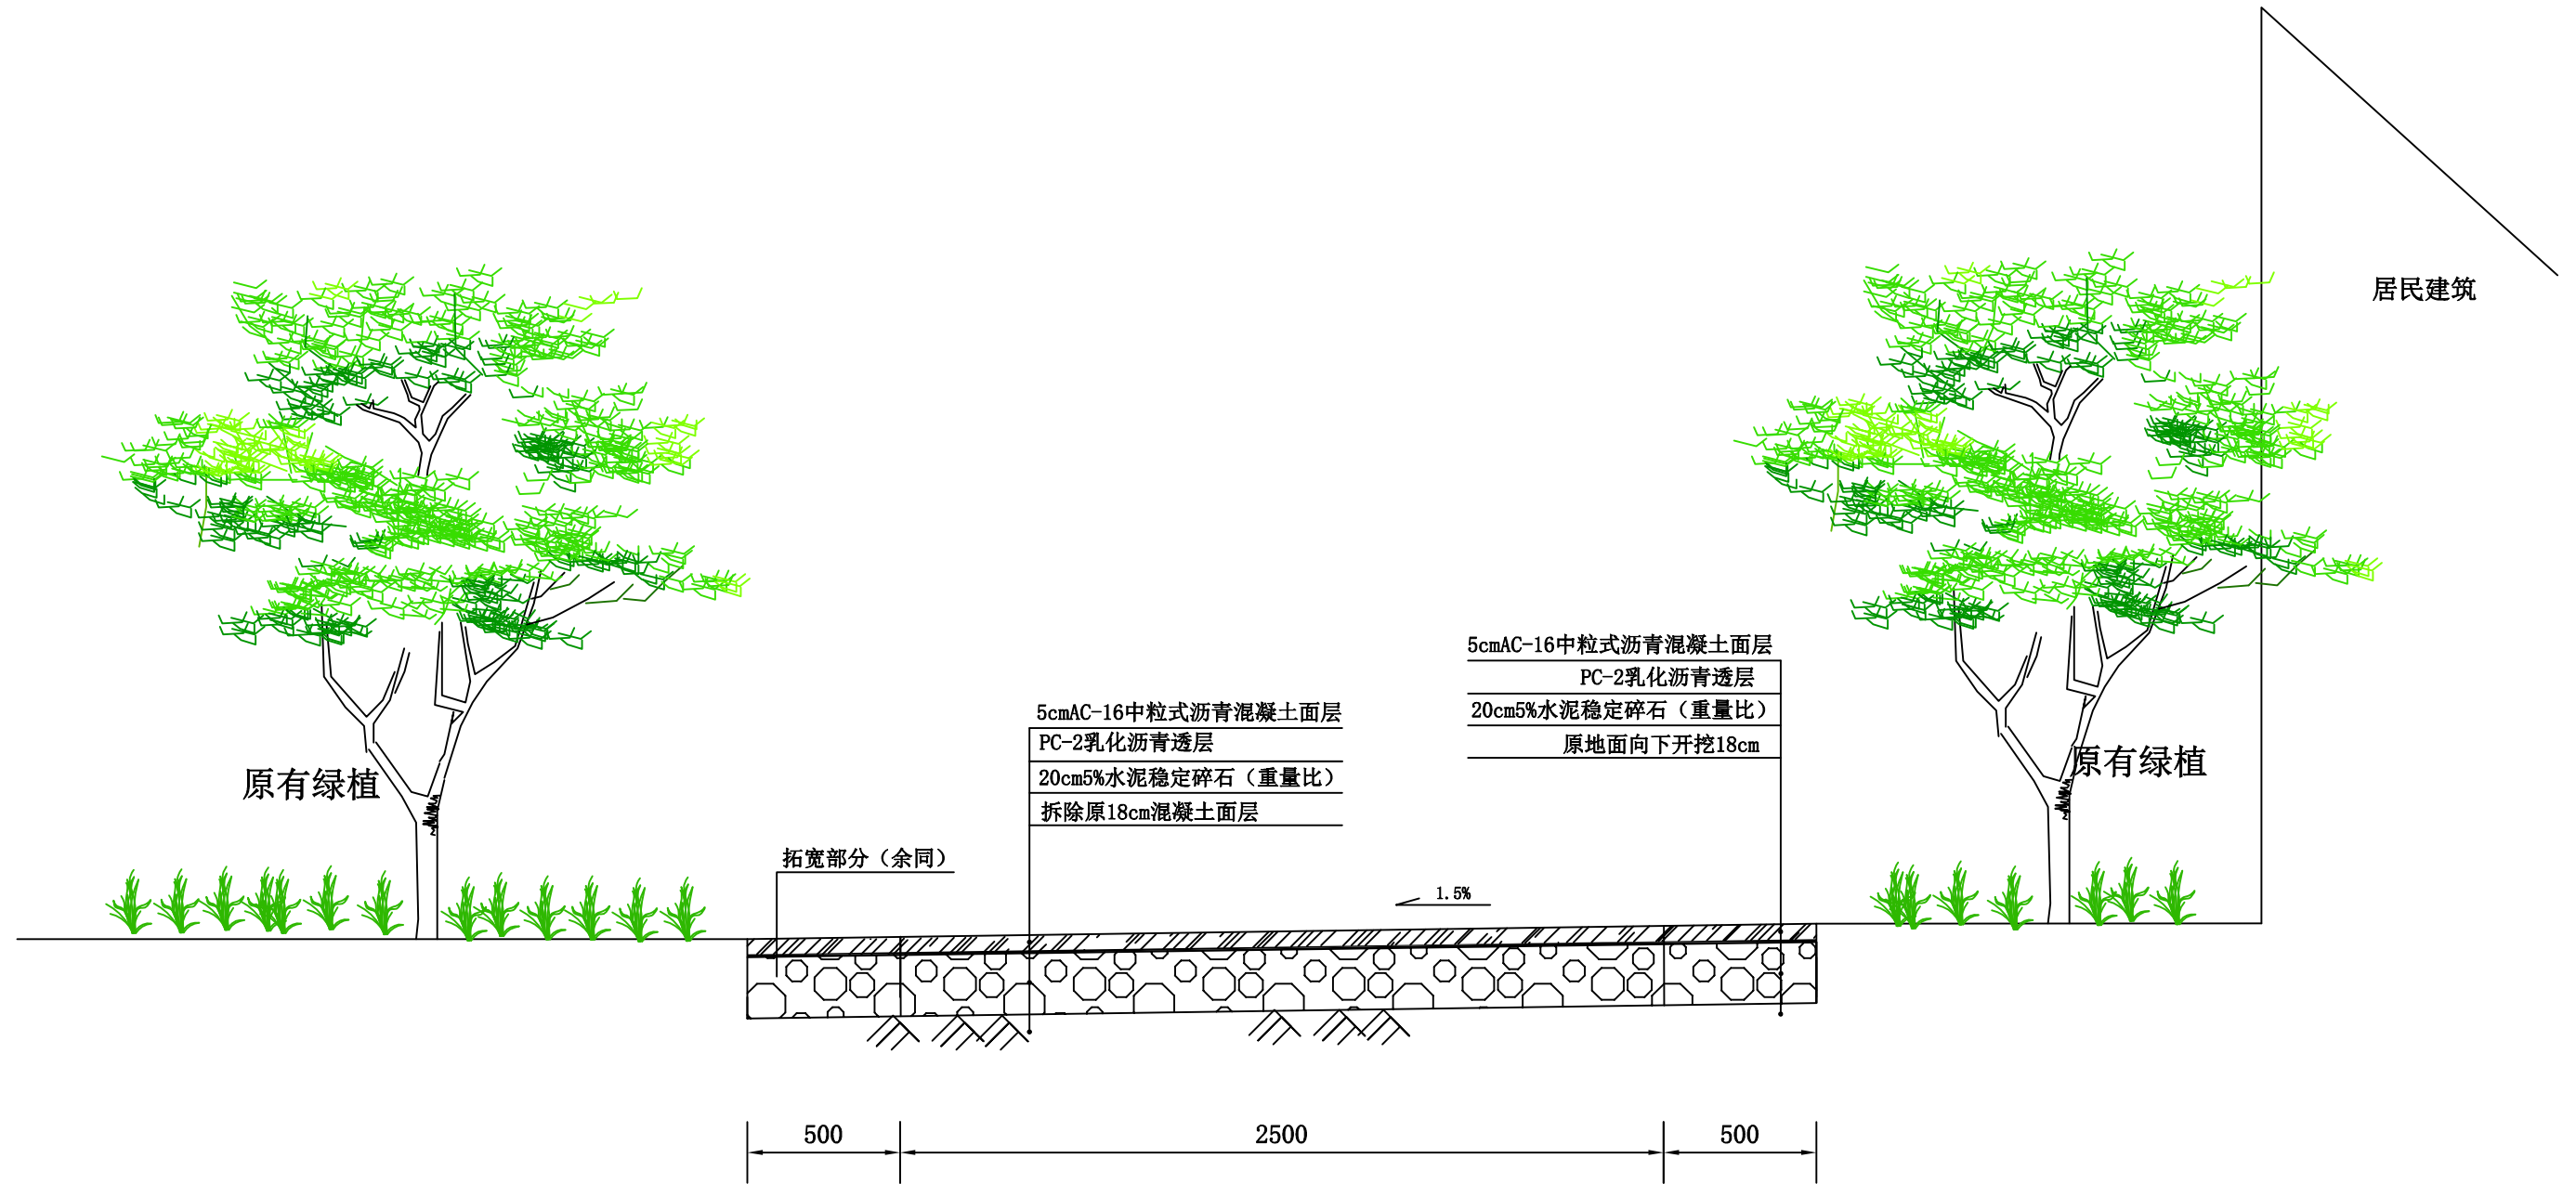 居民建筑
5cmAC-16中粒式沥青混凝土面层
PC-2乳化沥青透层
20cm5%水泥稳定碎石（重量比）
原地面向下开挖18cm
5cmAC-16中粒式沥青混凝土面层
PC-2乳化沥青透层
20cm5%水泥稳定碎石（重量比）
拆除原18cm混凝土面层
原有绿植
原有绿植
拓宽部分（余同）
1.5%
500
2500
500